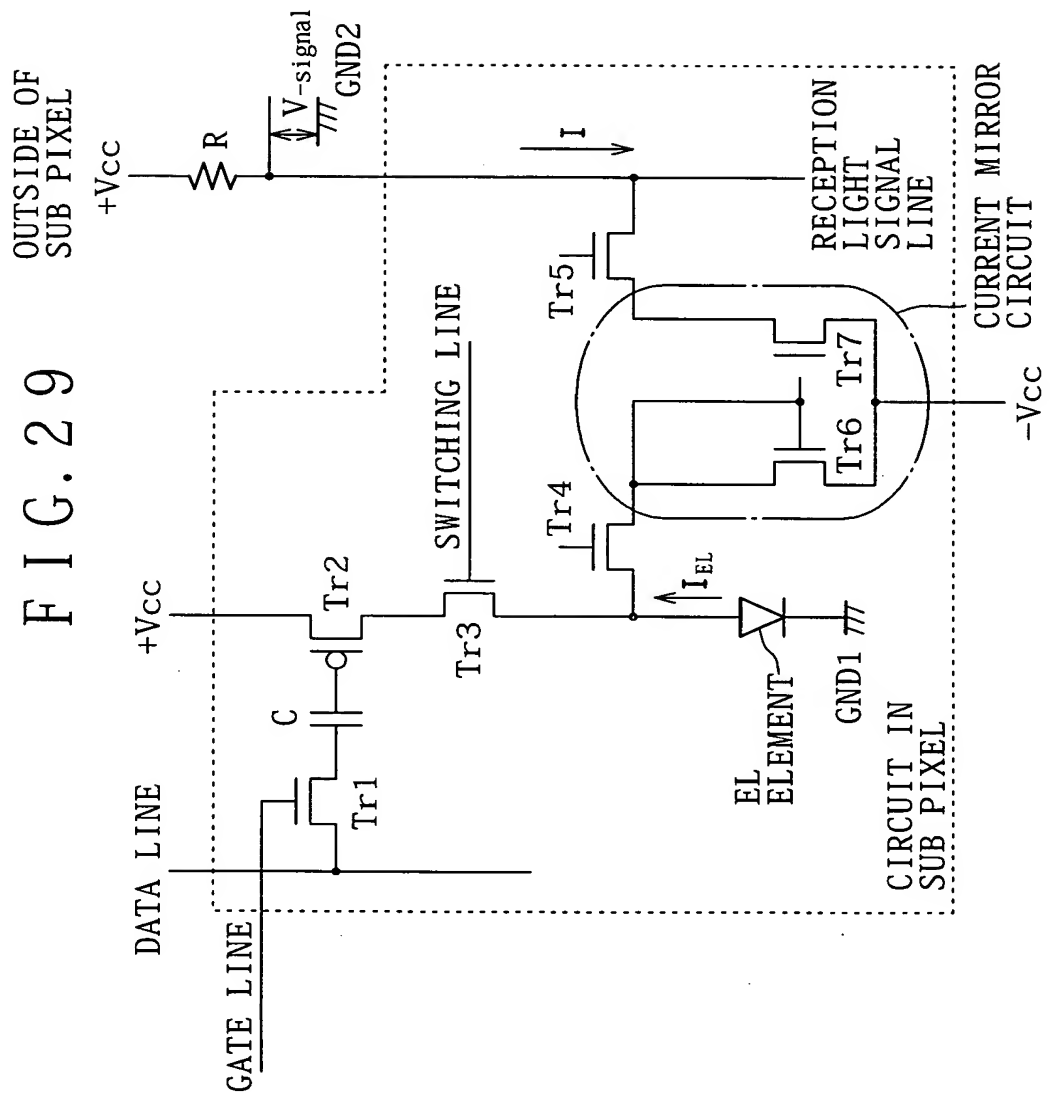 FIG.29
OUTSIDE OF
SUB PIXEL
+Vcc
R
V-signal
GND2
DATA LINE
GATE LINE
+Vcc
C
Tr1
Tr2
SWITCHING LINE
Tr3
Tr4
Tr5
I
I_EL
EL
ELEMENT
GND1
Tr6
Tr7
-Vcc
RECEPTION
LIGHT
SIGNAL
LINE
CURRENT MIRROR
CIRCUIT
CIRCUIT IN
SUB PIXEL